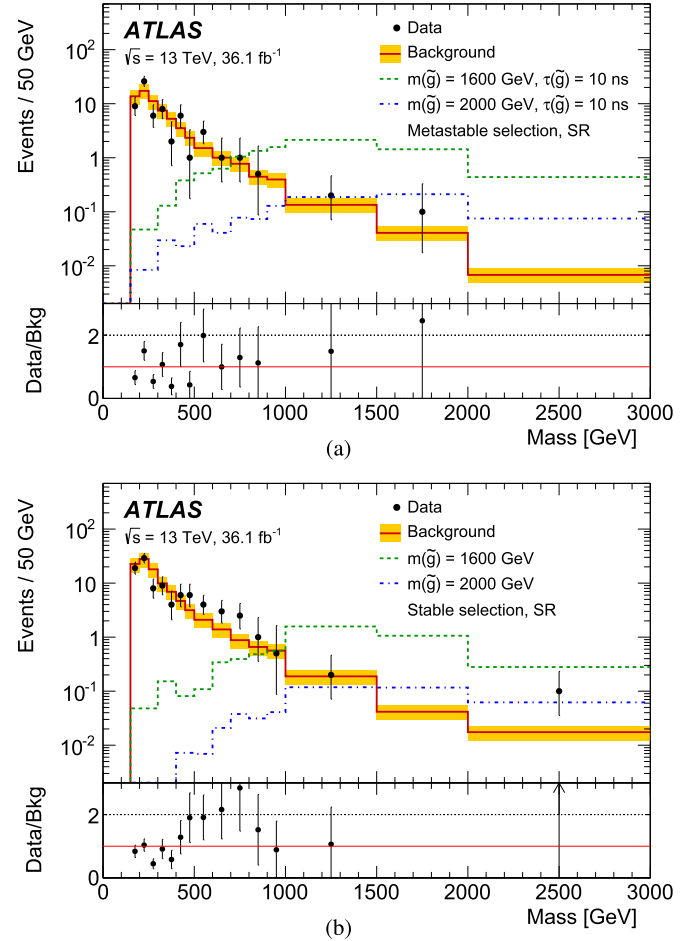 ATLAS
√s = 13 TeV, 36.1 fb⁻¹
Data
Background
m(g̃) = 1600 GeV, τ(g̃) = 10 ns
m(g̃) = 2000 GeV, τ(g̃) = 10 ns
Metastable selection, SR
Events / 50 GeV
10²
10
1
10⁻¹
10⁻²
Data/Bkg
2
0
0 500 1000 1500 2000 2500 3000
Mass [GeV]
(a)
ATLAS
√s = 13 TeV, 36.1 fb⁻¹
Data
Background
m(g̃) = 1600 GeV
m(g̃) = 2000 GeV
Stable selection, SR
Events / 50 GeV
10²
10
1
10⁻¹
10⁻²
Data/Bkg
2
0
0 500 1000 1500 2000 2500 3000
Mass [GeV]
(b)